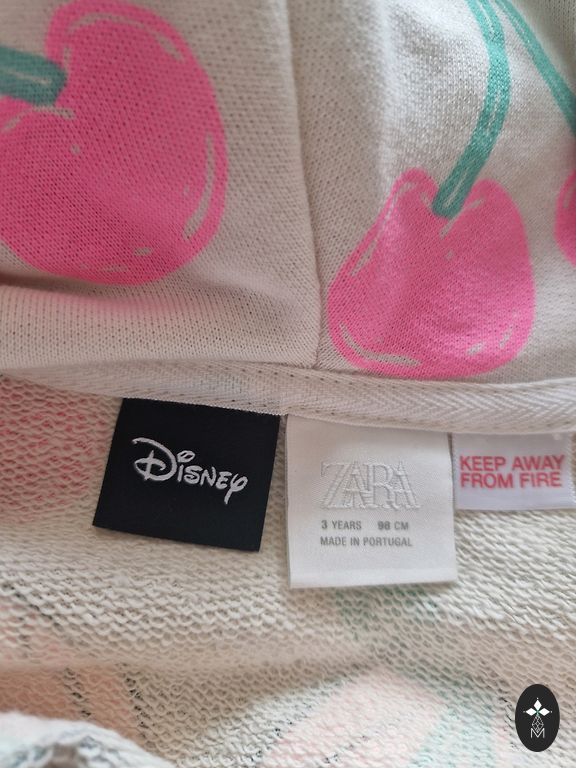 Disney
ZARA
3 YEARS 98 CM
MADE IN PORTUGAL
KEEP AWAY
FROM FIRE
M